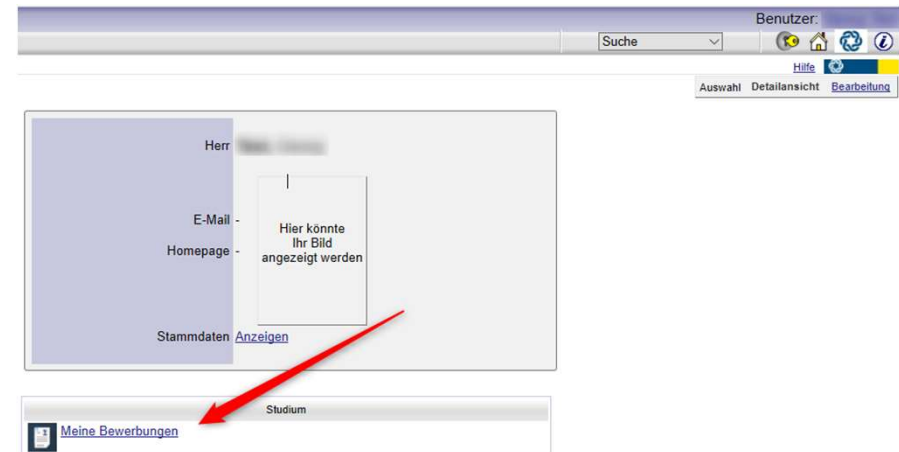 Benutzer:
Suche
Hilfe
Auswahl Detailansicht Bearbeitung
Herr
E-Mail -
Homepage -
Hier könnte
Ihr Bild
angezeigt werden
Stammdaten Anzeigen
Studium
Meine Bewerbungen